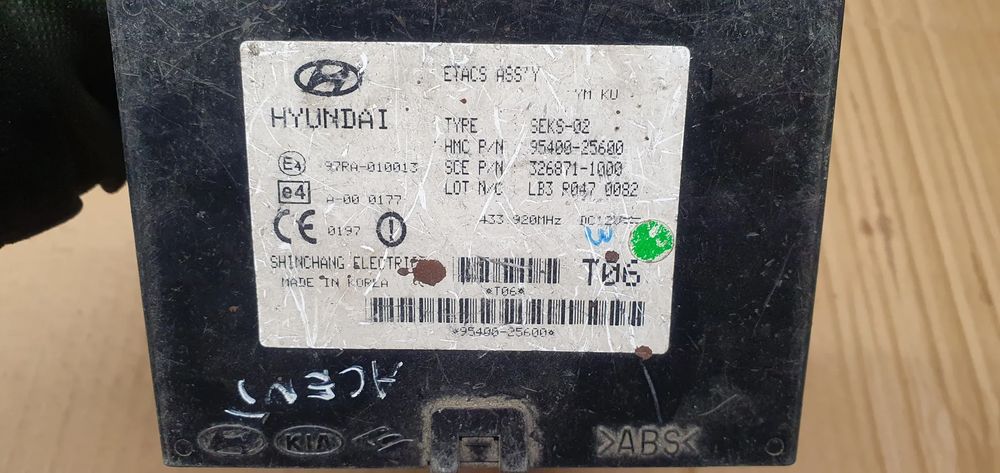 ETACS ASS'Y
YM KU
HYUNDAI
TYPE SEKS-02
HMC P/N 95400-25600
SCE P/N 326871-1000
LOT N/C LB3 R047 0082
E4 97RA-010013
e4 A-00 0177
CE 0197
433.920MHz DC12V
3
SHINCHANG ELECTRIC
MADE IN KOREA
*T06*
T06
*95400-25600*
ACENT
KIA
>ABS<